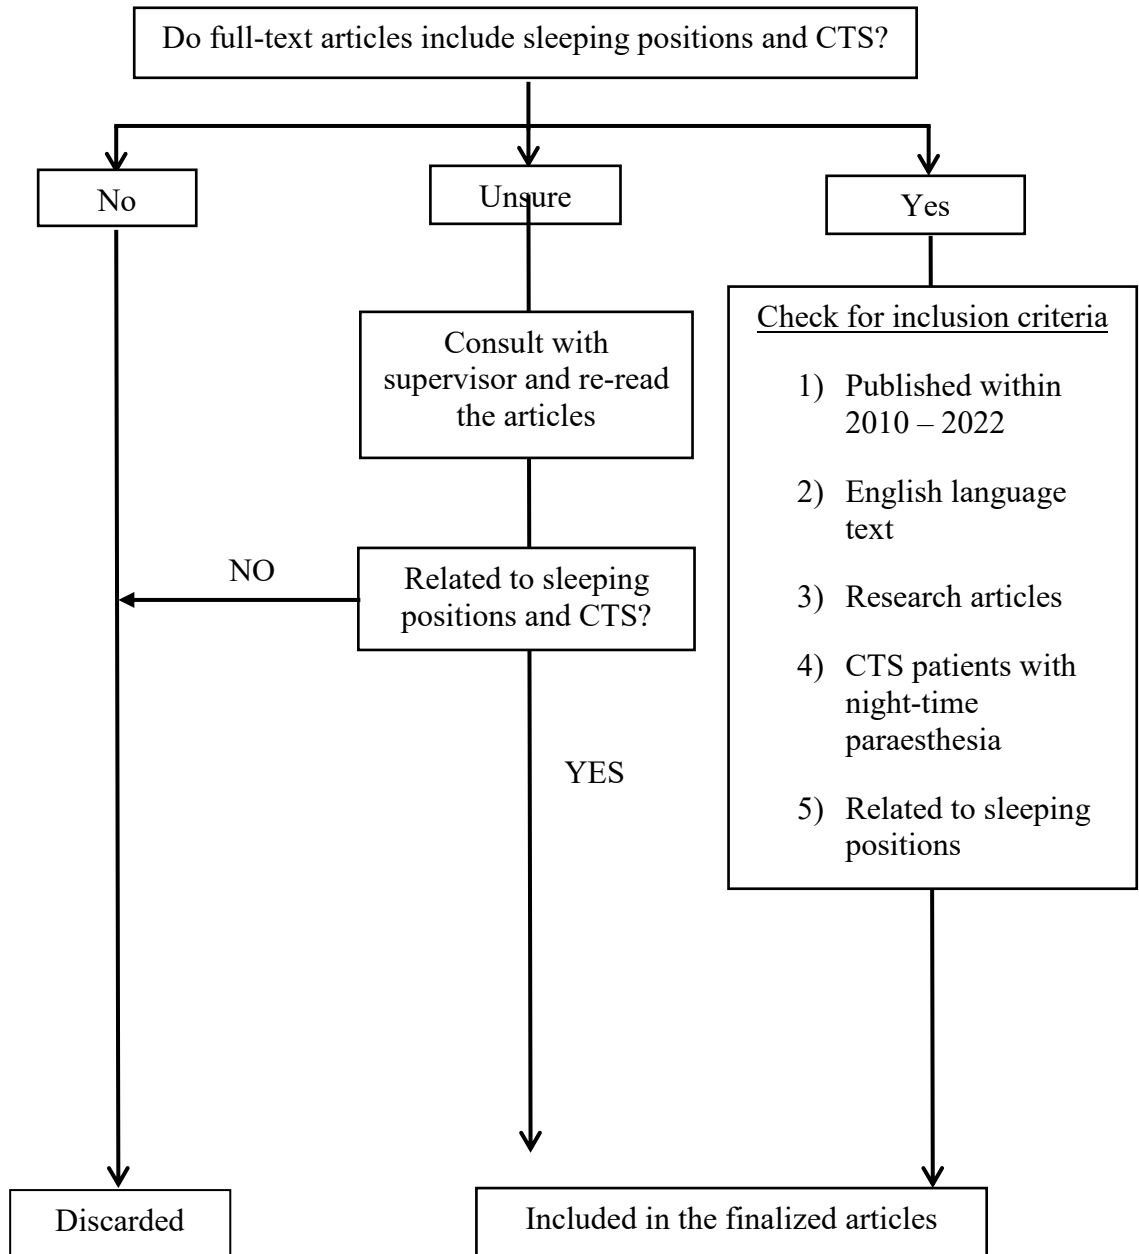 Do full-text articles include sleeping positions and CTS?
No
Unsure
Yes
Consult with
supervisor and re-read
the articles
Check for inclusion criteria
1) Published within
2010 – 2022
2) English language
text
3) Research articles
4) CTS patients with
night-time
paraesthesia
5) Related to sleeping
positions
NO
Related to sleeping
positions and CTS?
YES
Discarded
Included in the finalized articles